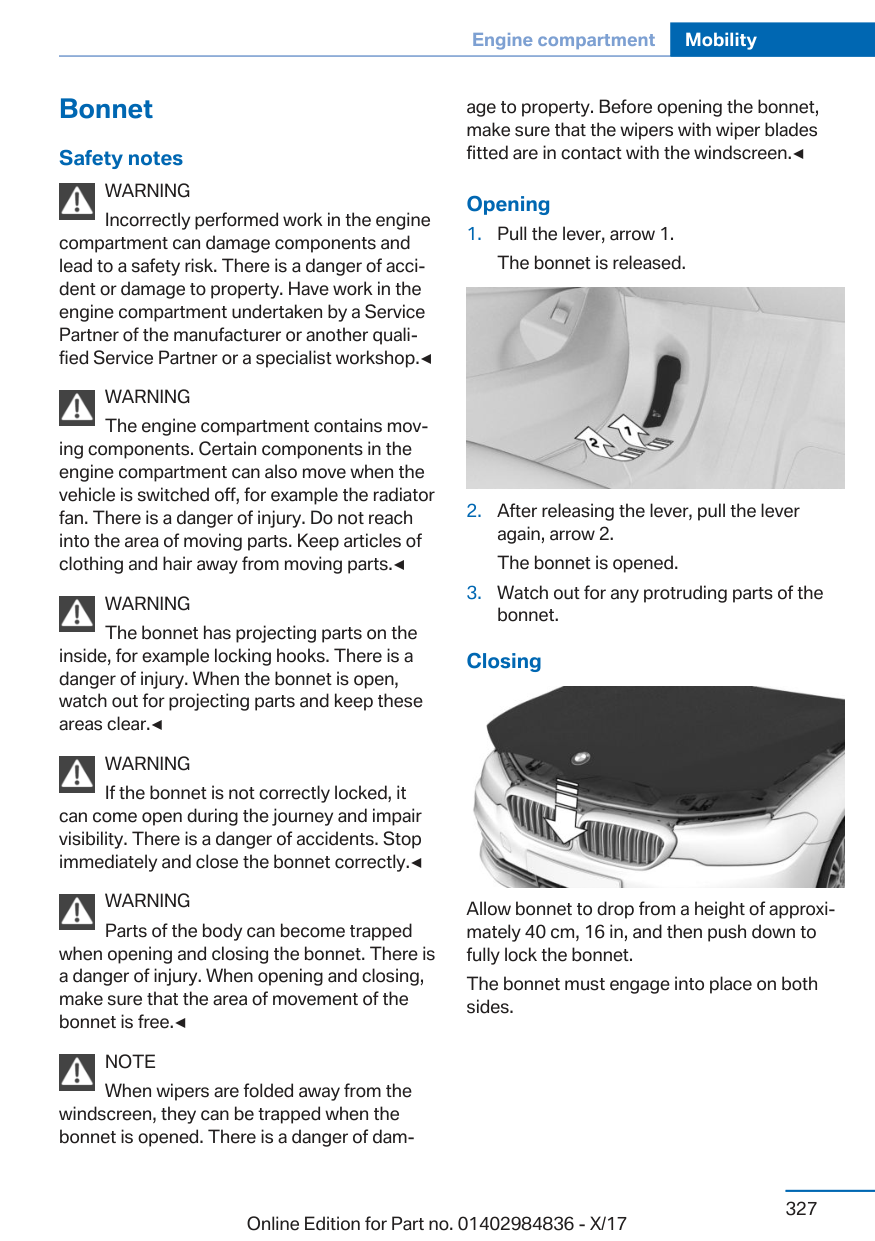 Engine compartment Mobility
Bonnet
Safety notes
WARNING
Incorrectly performed work in the engine
compartment can damage components and
lead to a safety risk. There is a danger of acci-
dent or damage to property. Have work in the
engine compartment undertaken by a Service
Partner of the manufacturer or another quali-
fied Service Partner or a specialist workshop.◄
WARNING
The engine compartment contains mov-
ing components. Certain components in the
engine compartment can also move when the
vehicle is switched off, for example the radiator
fan. There is a danger of injury. Do not reach
into the area of moving parts. Keep articles of
clothing and hair away from moving parts.◄
WARNING
The bonnet has projecting parts on the
inside, for example locking hooks. There is a
danger of injury. When the bonnet is open,
watch out for projecting parts and keep these
areas clear.◄
WARNING
If the bonnet is not correctly locked, it
can come open during the journey and impair
visibility. There is a danger of accidents. Stop
immediately and close the bonnet correctly.◄
WARNING
Parts of the body can become trapped
when opening and closing the bonnet. There is
a danger of injury. When opening and closing,
make sure that the area of movement of the
bonnet is free.◄
NOTE
When wipers are folded away from the
windscreen, they can be trapped when the
bonnet is opened. There is a danger of dam-
age to property. Before opening the bonnet,
make sure that the wipers with wiper blades
fitted are in contact with the windscreen.◄
Opening
1. Pull the lever, arrow 1.
The bonnet is released.
2 1
2. After releasing the lever, pull the lever
again, arrow 2.
The bonnet is opened.
3. Watch out for any protruding parts of the
bonnet.
Closing
Allow bonnet to drop from a height of approxi-
mately 40 cm, 16 in, and then push down to
fully lock the bonnet.
The bonnet must engage into place on both
sides.
327
Online Edition for Part no. 01402984836 - X/17